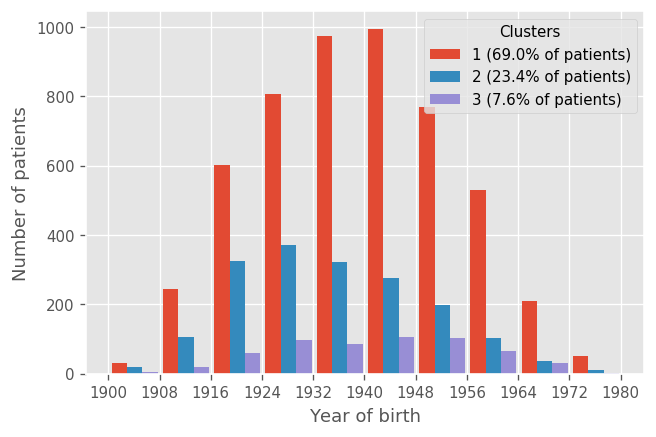 Clusters
1 (69.0% of patients)
2 (23.4% of patients)
3 (7.6% of patients)
1000
800
600
400
200
0
Number of patients
1900 1908 1916 1924 1932 1940 1948 1956 1964 1972 1980
Year of birth